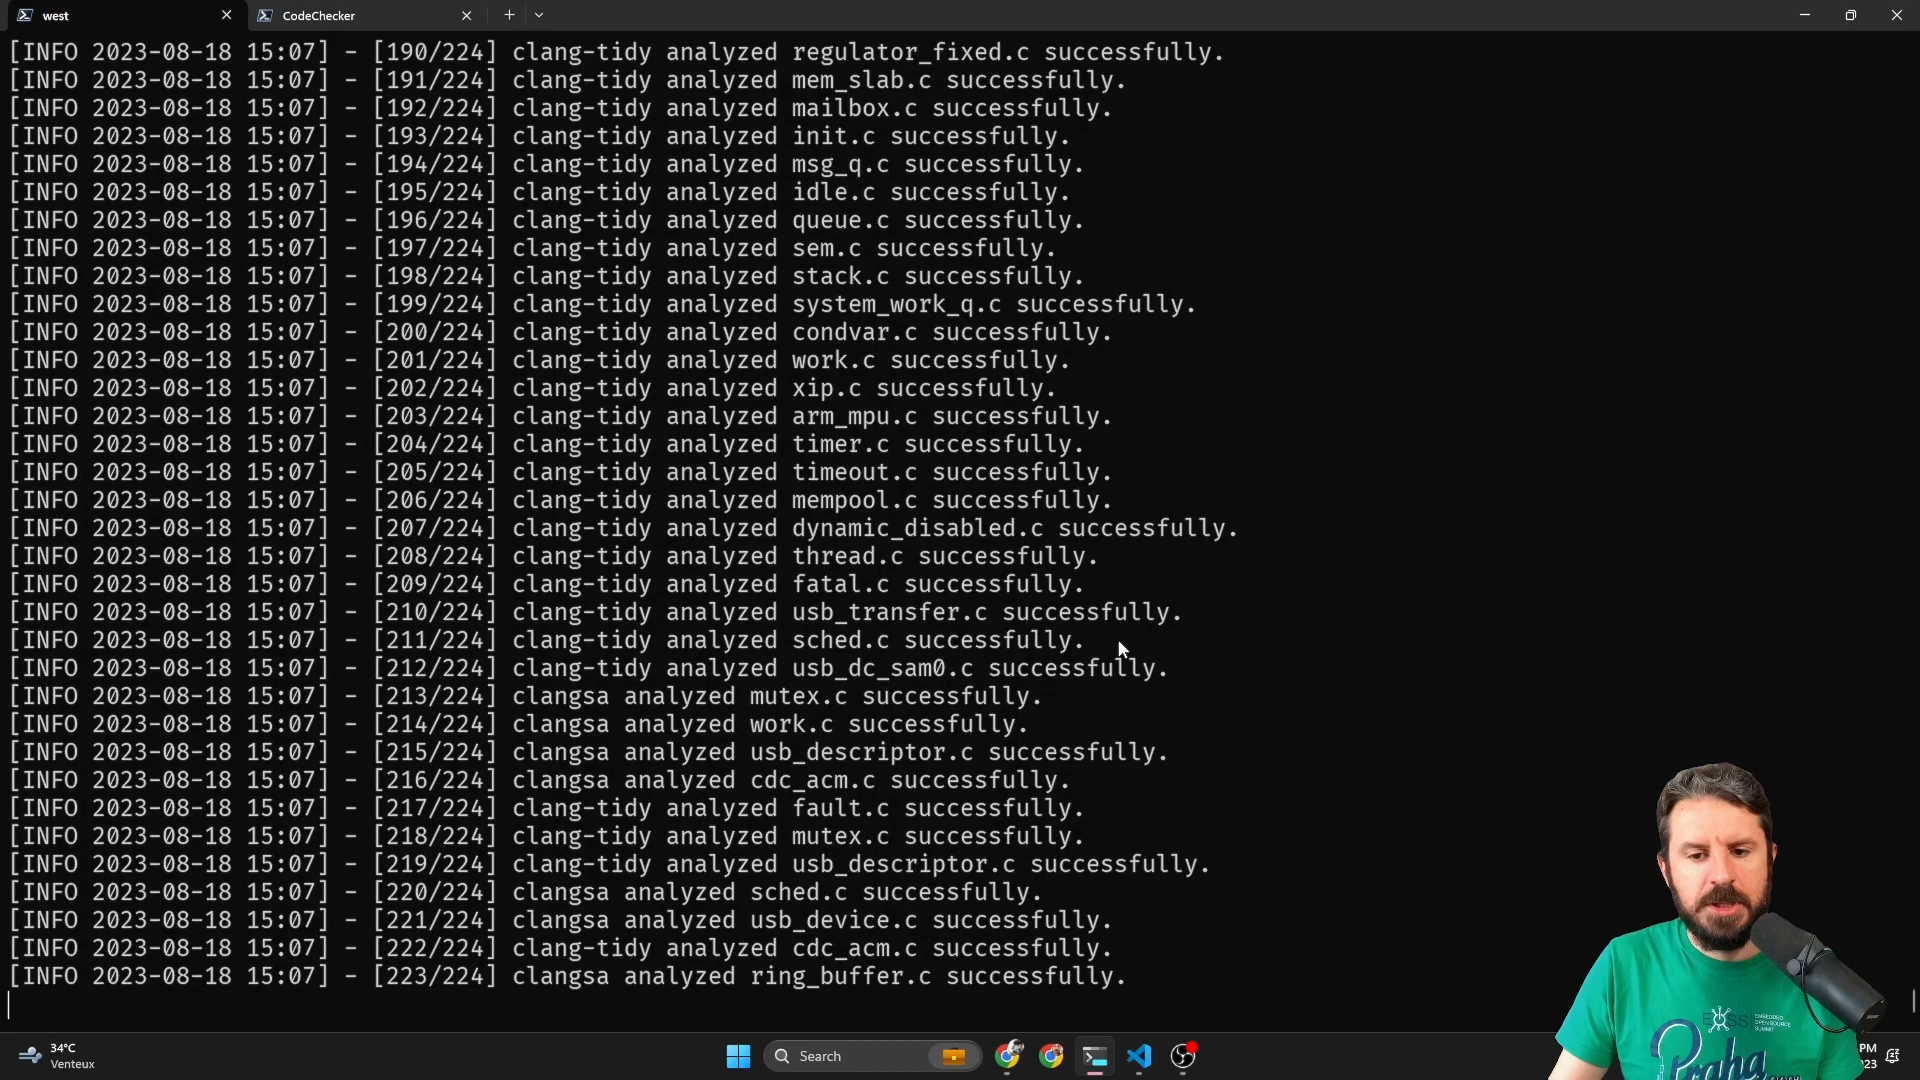 west
CodeChecker
[INFO 2023-08-18 15:07] - [190/224] clang-tidy analyzed regulator_fixed.c successfully.
[INFO 2023-08-18 15:07] - [191/224] clang-tidy analyzed mem_slab.c successfully.
[INFO 2023-08-18 15:07] - [192/224] clang-tidy analyzed mailbox.c successfully.
[INFO 2023-08-18 15:07] - [193/224] clang-tidy analyzed init.c successfully.
[INFO 2023-08-18 15:07] - [194/224] clang-tidy analyzed msg_q.c successfully.
[INFO 2023-08-18 15:07] - [195/224] clang-tidy analyzed idle.c successfully.
[INFO 2023-08-18 15:07] - [196/224] clang-tidy analyzed queue.c successfully.
[INFO 2023-08-18 15:07] - [197/224] clang-tidy analyzed sem.c successfully.
[INFO 2023-08-18 15:07] - [198/224] clang-tidy analyzed stack.c successfully.
[INFO 2023-08-18 15:07] - [199/224] clang-tidy analyzed system_work_q.c successfully.
[INFO 2023-08-18 15:07] - [200/224] clang-tidy analyzed condvar.c successfully.
[INFO 2023-08-18 15:07] - [201/224] clang-tidy analyzed work.c successfully.
[INFO 2023-08-18 15:07] - [202/224] clang-tidy analyzed xip.c successfully.
[INFO 2023-08-18 15:07] - [203/224] clang-tidy analyzed arm_mpu.c successfully.
[INFO 2023-08-18 15:07] - [204/224] clang-tidy analyzed timer.c successfully.
[INFO 2023-08-18 15:07] - [205/224] clang-tidy analyzed timeout.c successfully.
[INFO 2023-08-18 15:07] - [206/224] clang-tidy analyzed mempool.c successfully.
[INFO 2023-08-18 15:07] - [207/224] clang-tidy analyzed dynamic_disabled.c successfully.
[INFO 2023-08-18 15:07] - [208/224] clang-tidy analyzed thread.c successfully.
[INFO 2023-08-18 15:07] - [209/224] clang-tidy analyzed fatal.c successfully.
[INFO 2023-08-18 15:07] - [210/224] clang-tidy analyzed usb_transfer.c successfully.
[INFO 2023-08-18 15:07] - [211/224] clang-tidy analyzed sched.c successfully.
[INFO 2023-08-18 15:07] - [212/224] clang-tidy analyzed usb_dc_sam0.c successfully.
[INFO 2023-08-18 15:07] - [213/224] clangsa analyzed mutex.c successfully.
[INFO 2023-08-18 15:07] - [214/224] clangsa analyzed work.c successfully.
[INFO 2023-08-18 15:07] - [215/224] clangsa analyzed usb_descriptor.c successfully.
[INFO 2023-08-18 15:07] - [216/224] clangsa analyzed cdc_acm.c successfully.
[INFO 2023-08-18 15:07] - [217/224] clang-tidy analyzed fault.c successfully.
[INFO 2023-08-18 15:07] - [218/224] clang-tidy analyzed mutex.c successfully.
[INFO 2023-08-18 15:07] - [219/224] clang-tidy analyzed usb_descriptor.c successfully.
[INFO 2023-08-18 15:07] - [220/224] clangsa analyzed sched.c successfully.
[INFO 2023-08-18 15:07] - [221/224] clangsa analyzed usb_device.c successfully.
[INFO 2023-08-18 15:07] - [222/224] clang-tidy analyzed cdc_acm.c successfully.
[INFO 2023-08-18 15:07] - [223/224] clangsa analyzed ring_buffer.c successfully.
EOSS
EMBEDDED
OPEN SOURCE
SUMMIT
Praha
34°C
Venteux
Search
PM